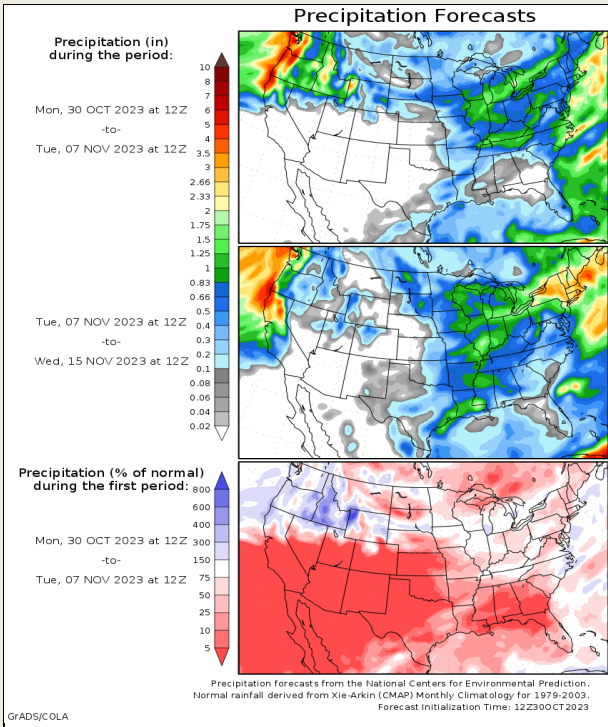 Precipitation Forecasts
Precipitation (in)
during the period:
Mon, 30 OCT 2023 at 12Z
-to-
Tue, 07 NOV 2023 at 12Z
10
8
7
6
5
4
3.5
3
2.66
2.33
2
1.75
1.5
1.25
1
0.83
0.66
0.5
0.4
0.3
0.2
0.1
0.08
0.06
0.04
0.02
Tue, 07 NOV 2023 at 12Z
-to-
Wed, 15 NOV 2023 at 12Z
Precipitation (% of normal)
during the first period:
Mon, 30 OCT 2023 at 12Z
-to-
Tue, 07 NOV 2023 at 12Z
800
600
400
300
150
75
50
25
10
5
Precipitation forecasts from the National Centers for Environmental Prediction.
Normal rainfall derived from Xie-Arkin (CMAP) Monthly Climatology for 1979-2003.
Forecast Initialization Time: 12Z30OCT2023
GrADS/COLA